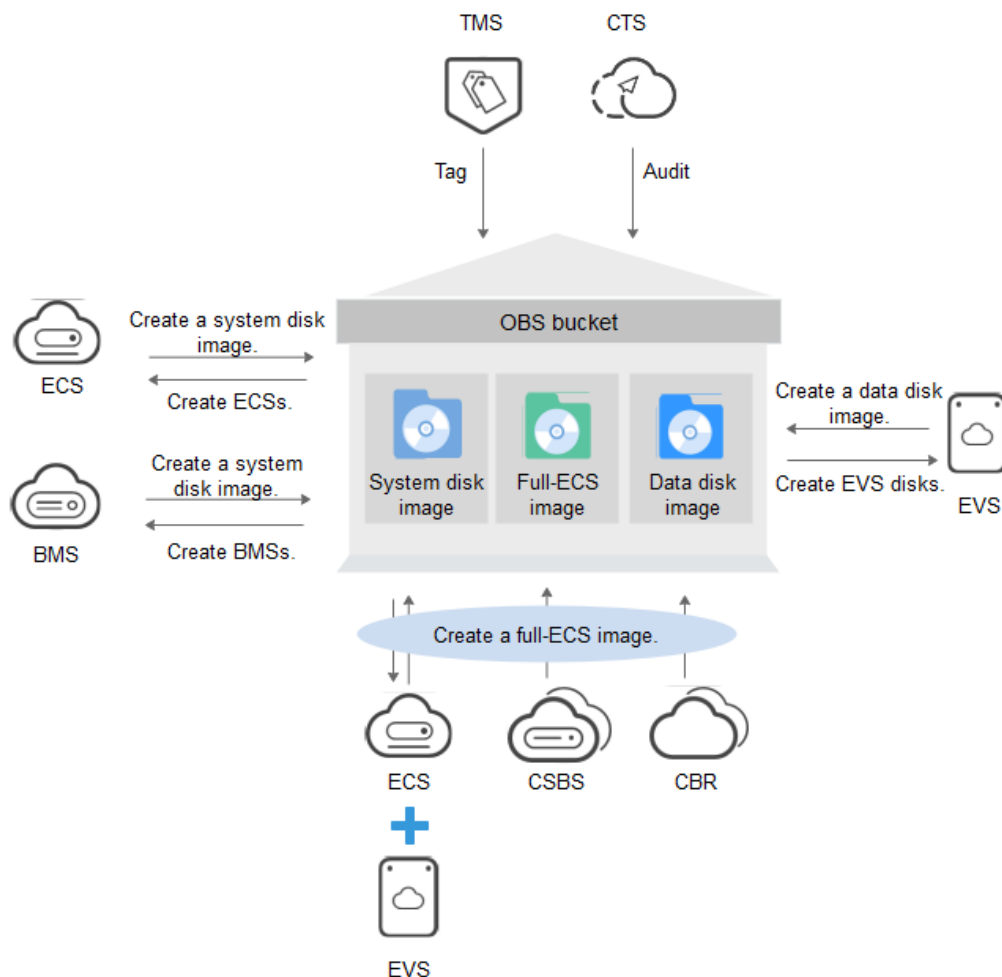 TMS
CTS
Tag
Audit
OBS bucket
Create a system disk
image.
ECS
Create ECSs.
Create a system
disk image.
BMS
Create BMSs.
System disk
image
Full-ECS
image
Data disk
image
Create a data disk
image.
Create EVS disks.
EVS
Create a full-ECS image.
ECS
CSBS
CBR
EVS